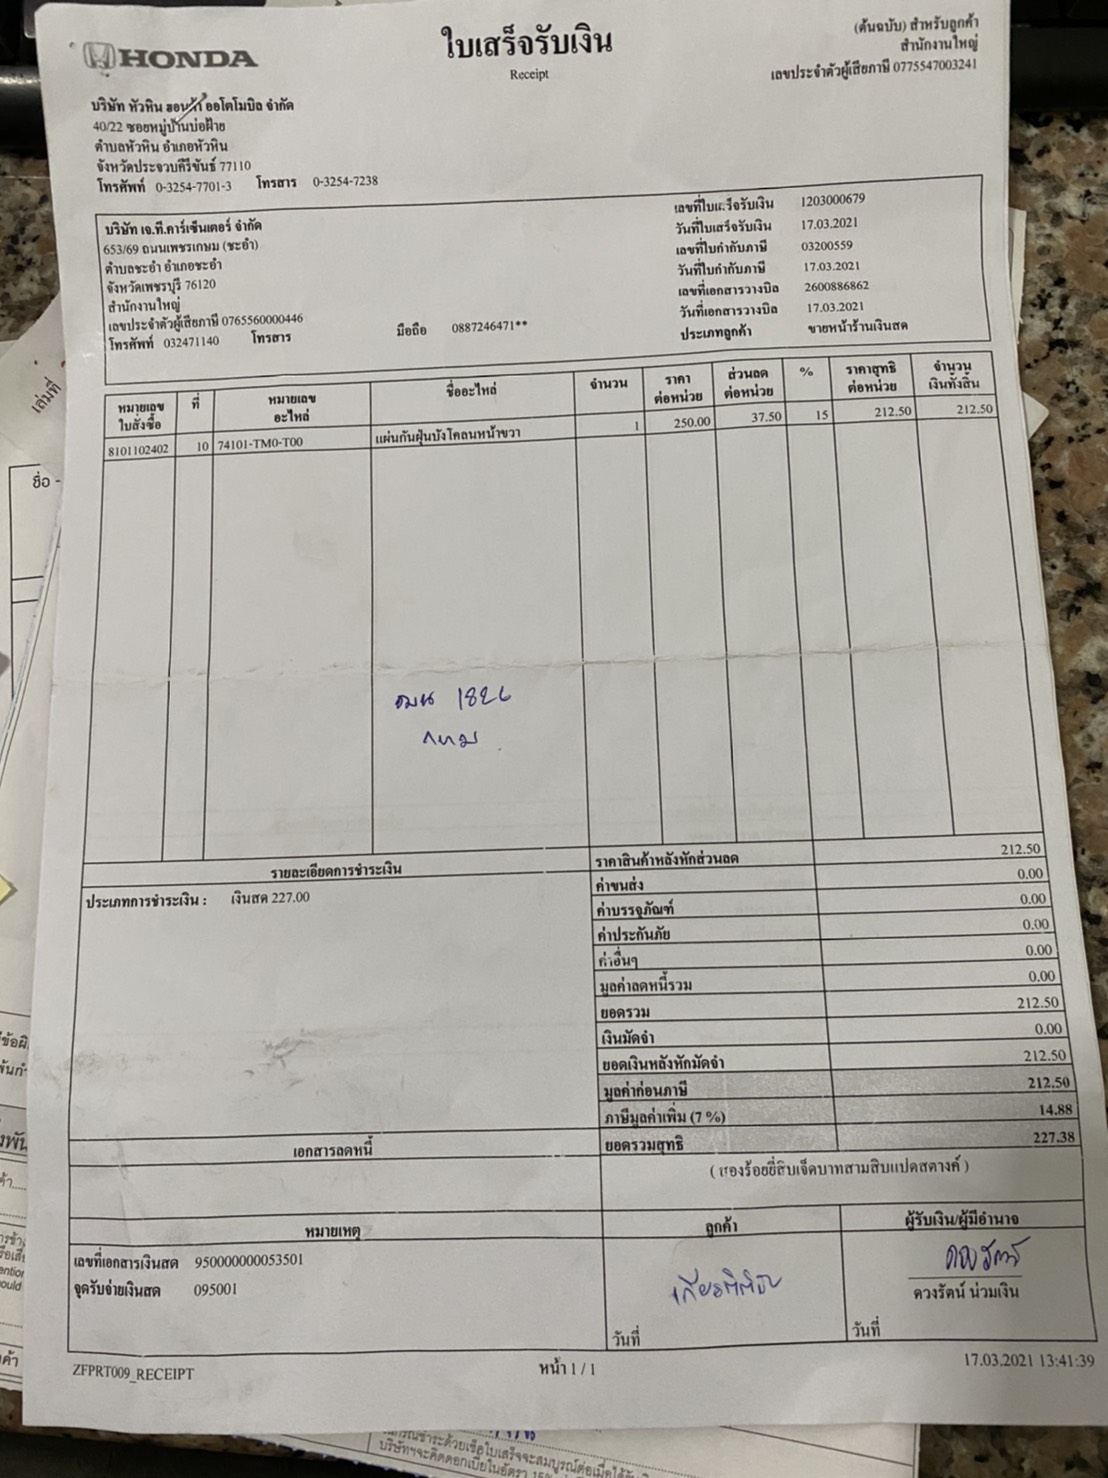 HONDA
ใบเสร็จรับเงิน
Receipt
(ต้นฉบับ) สำหรับลูกค้า
สำนักงานใหญ่
เลขประจำตัวผู้เสียภาษี 0775547003241
บริษัท หัวหิน ฮอนด้า ออโตโมบิล จำกัด
40/22 ซอยหมู่บ้านบ่อฝ้าย
ตำบลหัวหิน อำเภอหัวหิน
จังหวัดประจวบคีรีขันธ์ 77110
โทรศัพท์ 0-3254-7701-3 โทรสาร 0-3254-7238
บริษัท เจ.ที.คาร์เซ็นเตอร์ จำกัด
653/69 ถนนเพชรเกษม (ชะอำ)
ตำบลชะอำ อำเภอชะอำ
จังหวัดเพชรบุรี 76120
สำนักงานใหญ่
เลขประจำตัวผู้เสียภาษี 0765560000446
โทรศัพท์ 032471140 โทรสาร มือถือ 0887246471**
เลขที่ใบเสร็จรับเงิน 1203000679
วันที่ใบเสร็จรับเงิน 17.03.2021
เลขที่ใบกำกับภาษี 03200559
วันที่ใบกำกับภาษี 17.03.2021
เลขที่เอกสารวางบิล 2600886862
วันที่เอกสารวางบิล 17.03.2021
ประเภทลูกค้า ขายหน้าร้านเงินสด
หมายเลขใบสั่งซื้อ ที่ หมายเลขอะไหล่ ชื่ออะไหล่ จำนวน ราคาต่อหน่วย ส่วนลดต่อหน่วย % ราคาสุทธิต่อหน่วย จำนวนเงินทั้งสิ้น
8101102402 10 74101-TM0-T00 แผ่นกันฝุ่นบังโคลนหน้าขวา 1 250.00 37.50 15 212.50 212.50
1826
กทม
รายละเอียดการชำระเงิน
ประเภทการชำระเงิน : เงินสด 227.00
ราคาสินค้าหลังหักส่วนลด 212.50
ค่าขนส่ง 0.00
ค่าบรรจุภัณฑ์ 0.00
ค่าประกันภัย 0.00
ค่าอื่นๆ 0.00
มูลค่าลดหนี้รวม 0.00
ยอดรวม 212.50
เงินมัดจำ 0.00
ยอดเงินหลังหักมัดจำ 212.50
มูลค่าก่อนภาษี 212.50
ภาษีมูลค่าเพิ่ม (7 %) 14.88
ยอดรวมสุทธิ 227.38
เอกสารลดหนี้
( สองร้อยยี่สิบเจ็ดบาทสามสิบแปดสตางค์ )
หมายเหตุ ลูกค้า ผู้รับเงิน/ผู้มีอำนาจ
เลขที่เอกสารเงินสด 950000000053501
จุดรับจ่ายเงินสด 095001
ดวงรัตน์ น่วมเงิน
วันที่ วันที่
ZFPRT009_RECEIPT หน้า 1 / 1 17.03.2021 13:41:39
เล่มที่
ชื่อ -